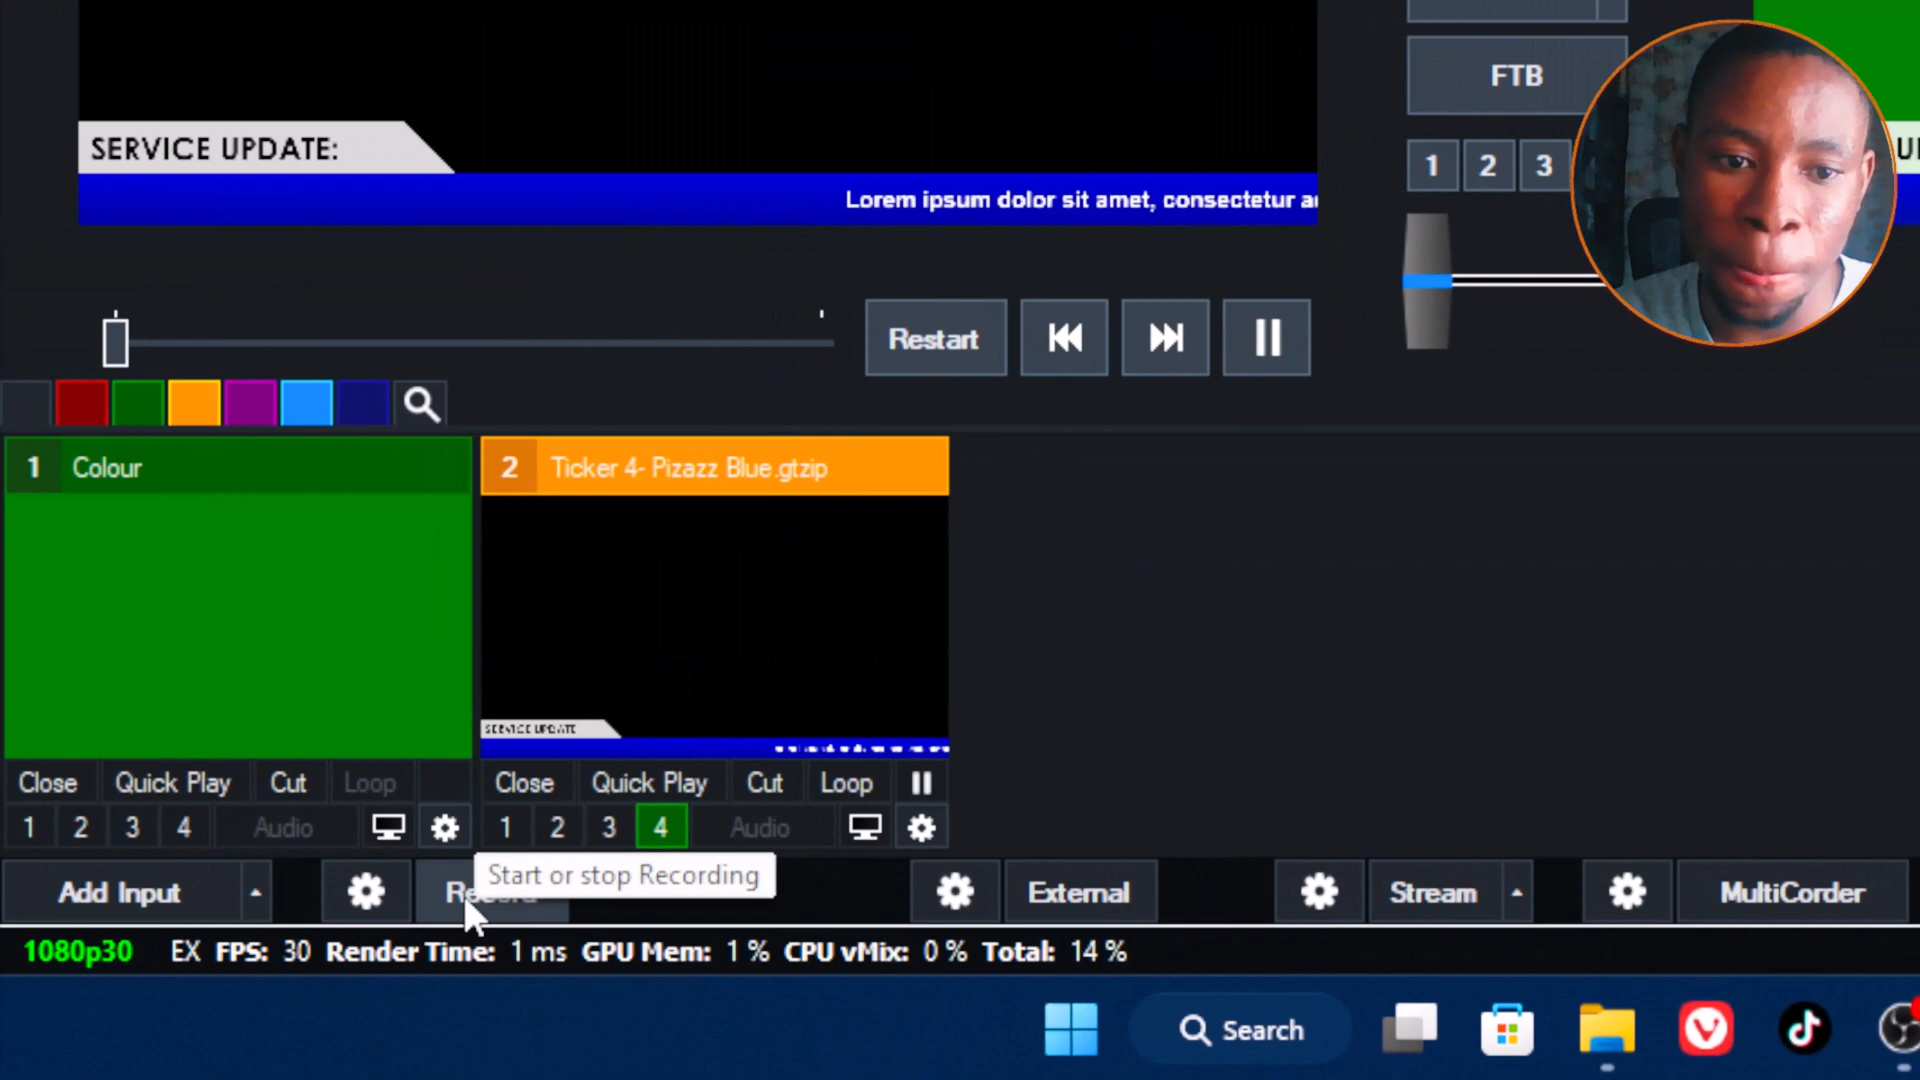 FTB
SERVICE UPDATE:
Lorem ipsum dolor sit amet, consectetur
1 2 3
Restart
1 Colour
2 Ticker 4- Pizazz Blue.gtzip
SERVICE UPDATE
Close Quick Play Cut Loop
Close Quick Play Cut Loop
1 2 3 4 Audio
1 2 3 4 Audio
Start or stop Recording
Add Input
Record
External
Stream
MultiCorder
1080p30 EX FPS: 30 Render Time: 1 ms GPU Mem: 1 % CPU vMix: 0 % Total: 14 %
Search